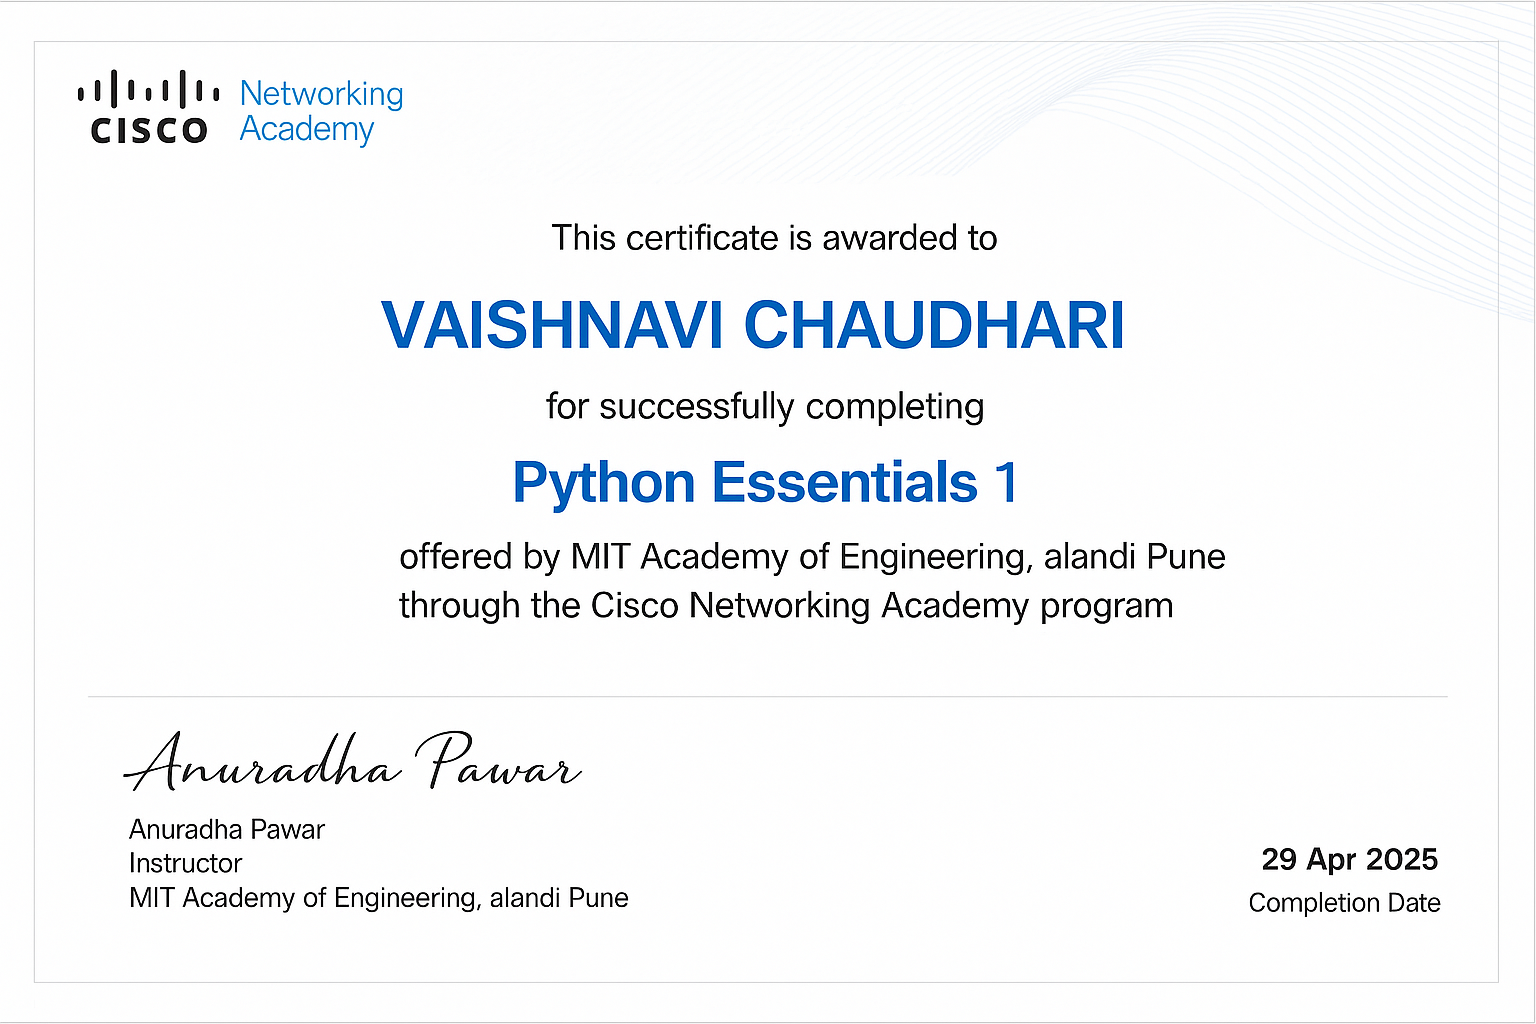 CISCO
Networking
Academy
This certificate is awarded to
VAISHNAVI CHAUDHARI
for successfully completing
Python Essentials 1
offered by MIT Academy of Engineering, alandi Pune
through the Cisco Networking Academy program
Anuradha Pawar
Anuradha Pawar
Instructor
MIT Academy of Engineering, alandi Pune
29 Apr 2025
Completion Date